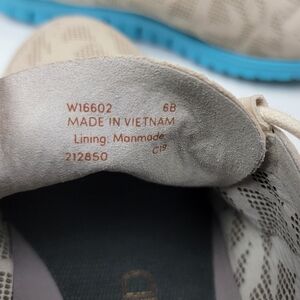 W16602 6B
MADE IN VIETNAM
Lining: Manmade
212850 C19